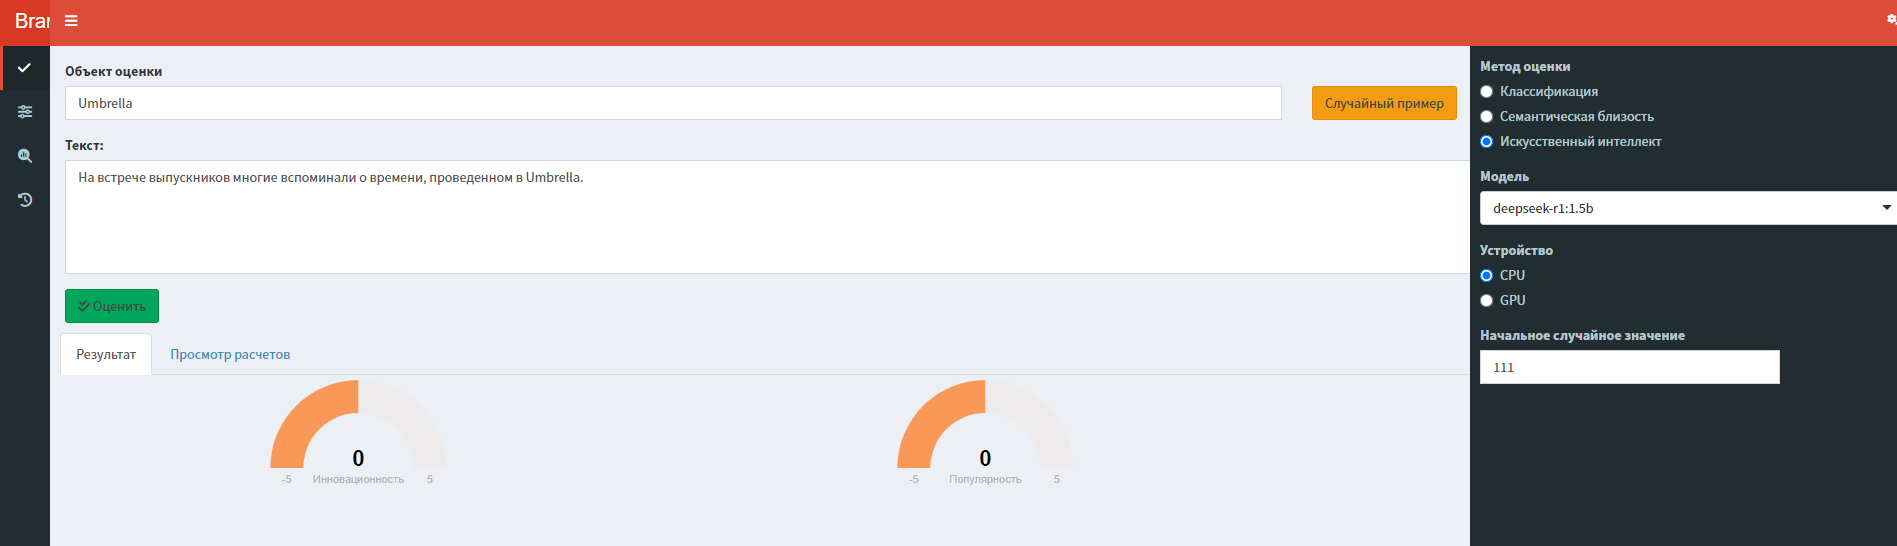 Bran
Объект оценки
Umbrella
Случайный пример
Текст:
На встрече выпускников многие вспоминали о времени, проведенном в Umbrella.
Оценить
Результат
Просмотр расчетов
0
-5
Инновационность
5
0
-5
Популярность
5
Метод оценки
Классификация
Семантическая близость
Искусственный интеллект
Модель
deepseek-r1:1.5b
Устройство
CPU
GPU
Начальное случайное значение
111